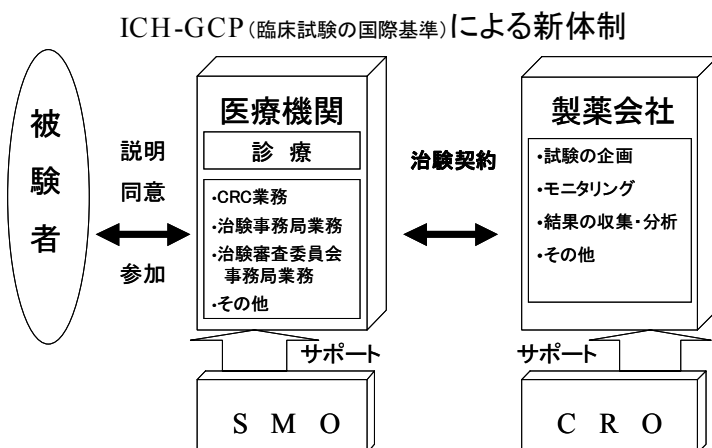 ICH-GCP(臨床試験の国際基準)による新体制
被験者
説明
同意
参加
医療機関
診 療
・CRC業務
・治験事務局業務
・治験審査委員会
事務局業務
・その他
治験契約
製薬会社
・試験の企画
・モニタリング
・結果の収集・分析
・その他
サポート
サポート
S M O
C R O